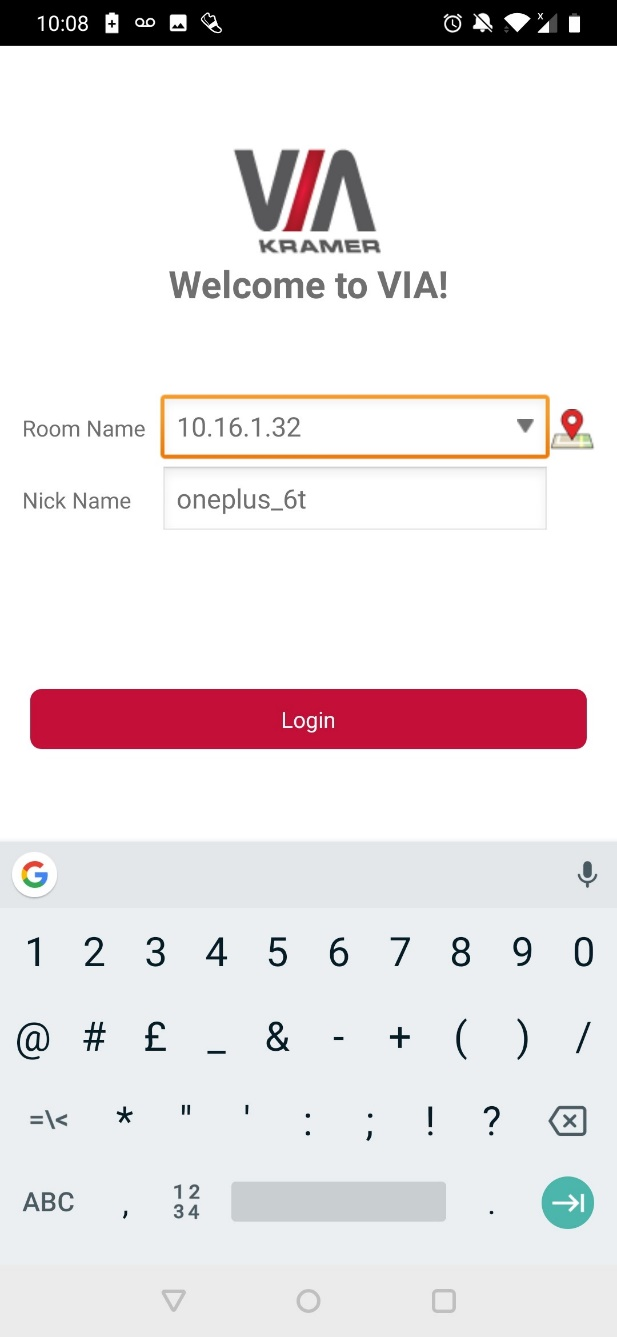 10:08
VIA
KRAMER
Welcome to VIA!
Room Name 10.16.1.32
Nick Name oneplus_6t
Login
G
1 2 3 4 5 6 7 8 9 0
@ # £ _ & - + ( ) /
=\< * " ' : ; ! ?
ABC , 12 34 .